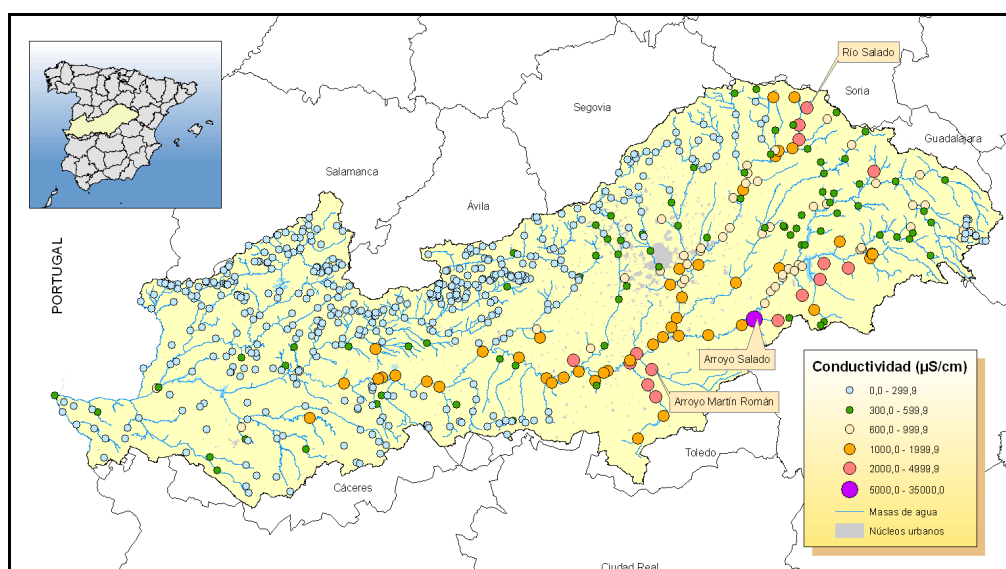 Río Salado
Soria
Segovia
Guadalajara
Salamanca
Ávila
PORTUGAL
Arroyo Salado
Arroyo Martín Román
Toledo
Cáceres
Ciudad Real
Conductividad (µS/cm)
0,0 - 299,9
300,0 - 599,9
600,0 - 999,9
1000,0 - 1999,9
2000,0 - 4999,9
5000,0 - 35000,0
Masas de agua
Núcleos urbanos